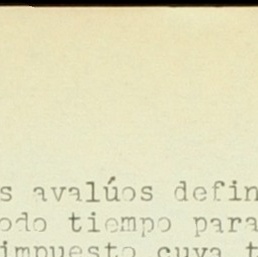 s avalúos defin
odo tiempo para
impuesto cuya t